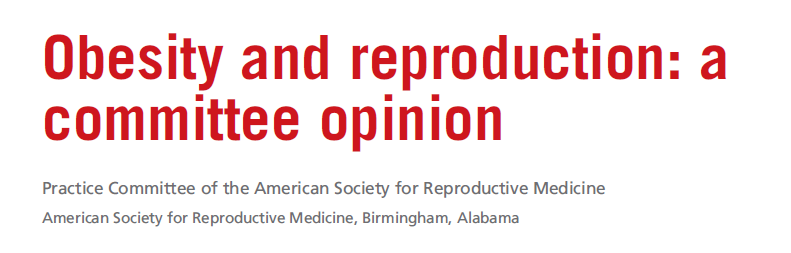 Obesity and reproduction: a
committee opinion
Practice Committee of the American Society for Reproductive Medicine
American Society for Reproductive Medicine, Birmingham, Alabama